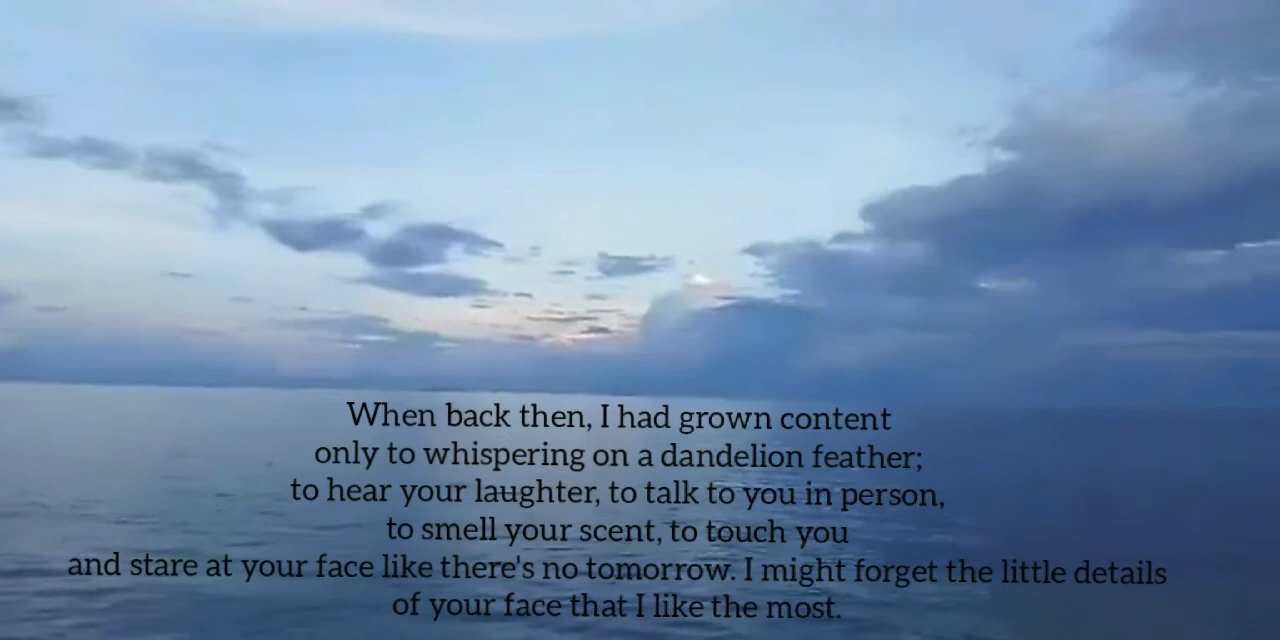 When back then, I had grown content
only to whispering on a dandelion feather;
to hear your laughter, to talk to you in person,
to smell your scent, to touch you
and stare at your face like there's no tomorrow. I might forget the little details
of your face that I like the most.